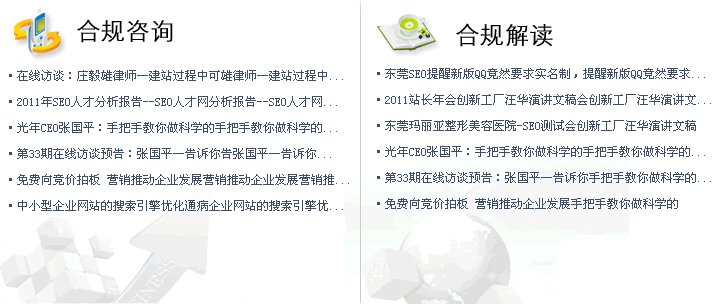 合规咨询
在线访谈：庄毅雄律师一建站过程中可雄律师一建站过程中...
2011年SEO人才分析报告--SEO人才网分析报告--SEO人才网...
光年CEO张国平：手把手教你做科学的手把手教你做科学的...
第33期在线访谈预告：张国平一告诉你告张国平一告诉你...
免费向竞价拍板 营销推动企业发展营销推动企业发展营销推...
中小型企业网站的搜索引擎优化通病企业网站的搜索引擎优...
合规解读
东莞SEO提醒新版QQ竟然要求实名制，提醒新版QQ竟然要求...
2011站长年会创新工厂汪华演讲文稿会创新工厂汪华演讲文...
东莞玛丽亚整形美容医院-SEO测试会创新工厂汪华演讲文稿
光年CEO张国平：手把手教你做科学的手把手教你做科学的...
第33期在线访谈预告：张国平一告诉你手把手教你做科学的...
免费向竞价拍板 营销推动企业发展手把手教你做科学的